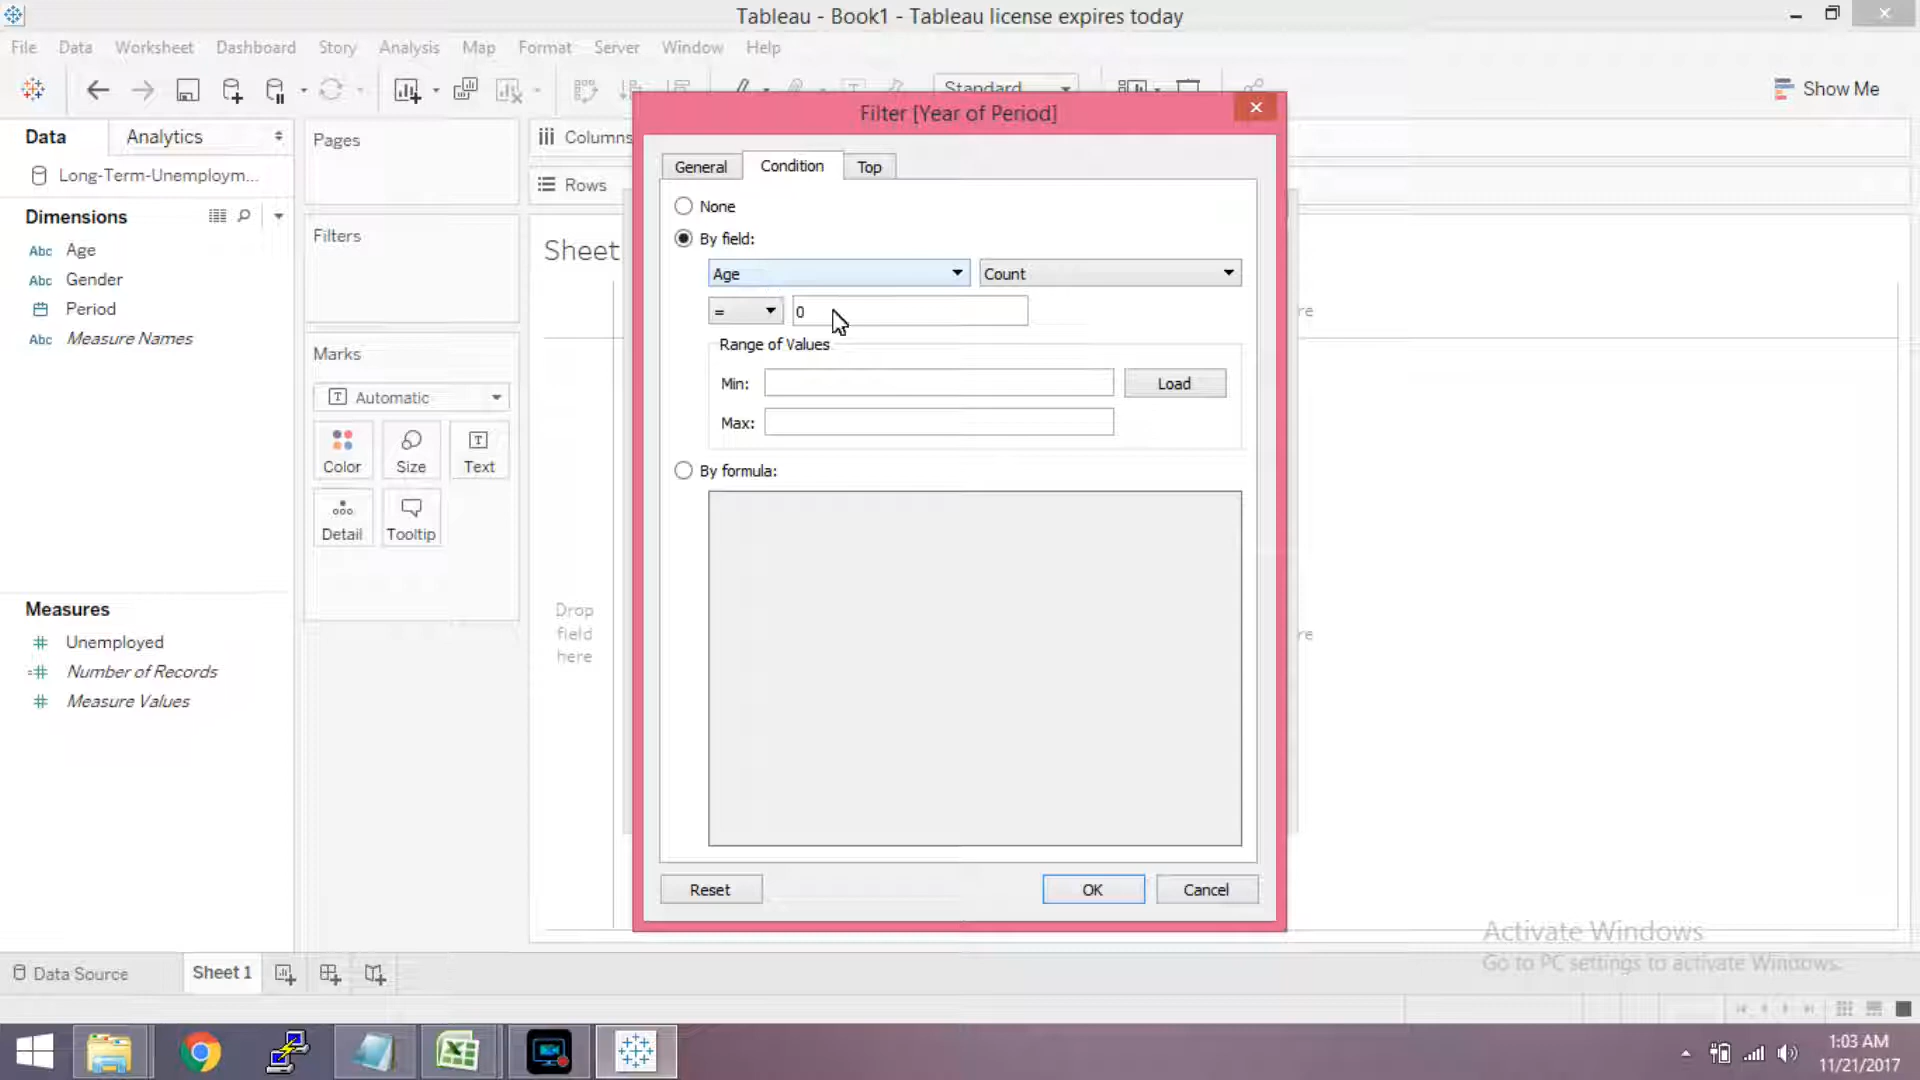 Tableau - Book1 - Tableau license expires today
File Data Worksheet Dashboard Story Analysis Map Format Server Window Help
Standard
Show Me
Data Analytics
Long-Term-Unemploym...
Dimensions
Abc Age
Abc Gender
Period
Abc Measure Names
Measures
Unemployed
Number of Records
Measure Values
Pages
Filters
Marks
Automatic
Color Size Text
Detail Tooltip
Columns
Rows
Sheet
Drop
field
here
re
re
Filter [Year of Period]
General Condition Top
None
By field:
Age Count
= 0
Range of Values
Min: Load
Max:
By formula:
Reset OK Cancel
Activate Windows
Go to PC settings to activate Windows.
Data Source Sheet 1
1:03 AM
11/21/2017